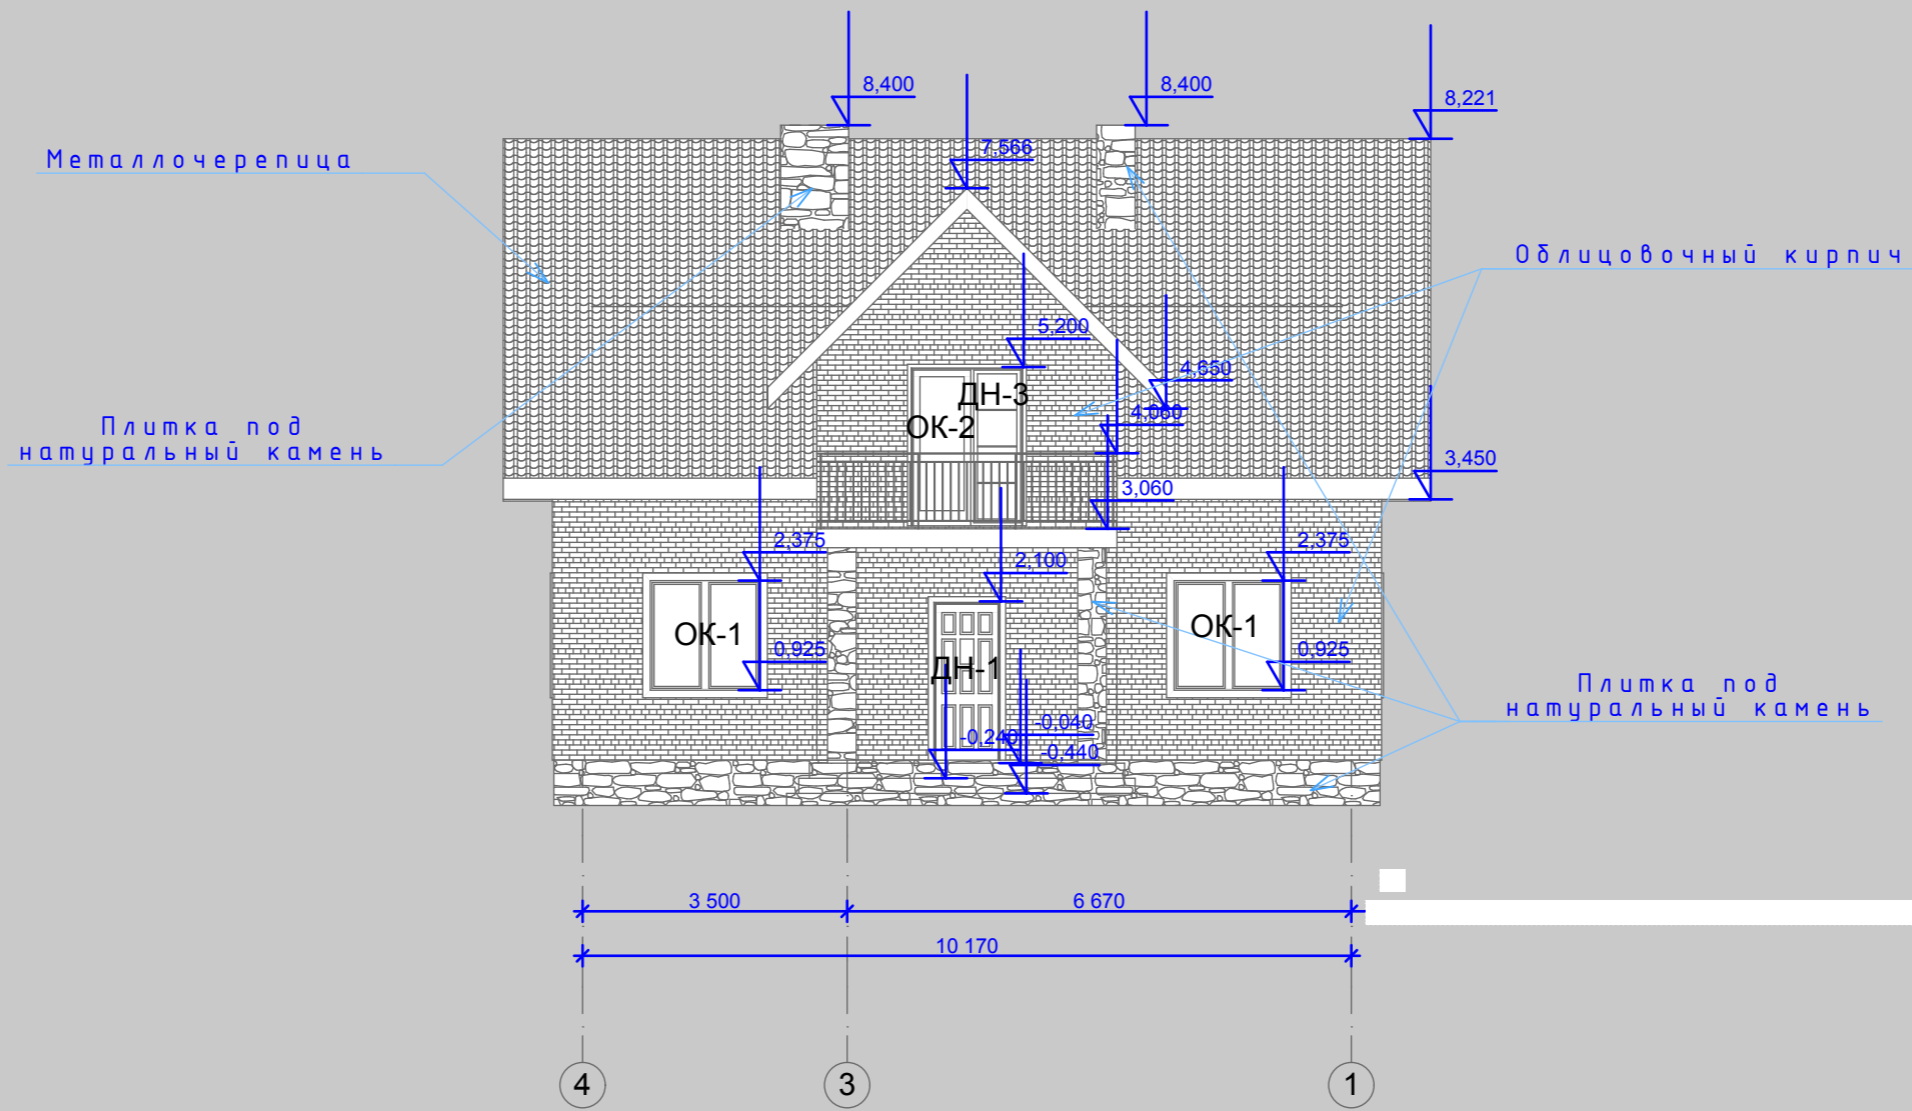 8,400
8,400
8,221
7,566
Металлочерепица
Облицовочный кирпич
5,200
4,650
ДН-3
4,060
ОК-2
Плитка под
натуральный камень
3,450
3,060
2,375
2,375
2,100
ОК-1
ОК-1
0,925
0,925
ДН-1
Плитка под
натуральный камень
-0,040
-0,240
-0,440
3 500
6 670
10 170
4
3
1